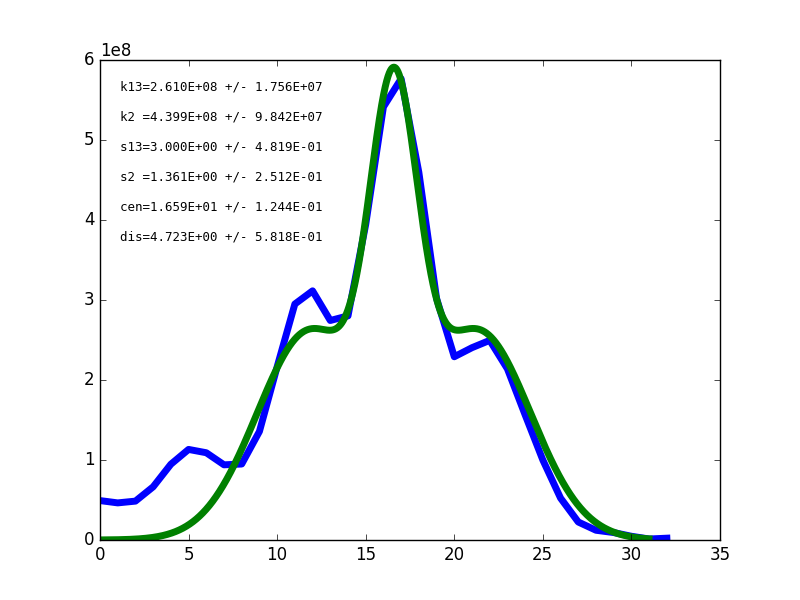 1e8
6
5
4
3
2
1
0
k13=2.610E+08 +/- 1.756E+07
k2 =4.399E+08 +/- 9.842E+07
s13=3.000E+00 +/- 4.819E-01
s2 =1.361E+00 +/- 2.512E-01
cen=1.659E+01 +/- 1.244E-01
dis=4.723E+00 +/- 5.818E-01
0 5 10 15 20 25 30 35